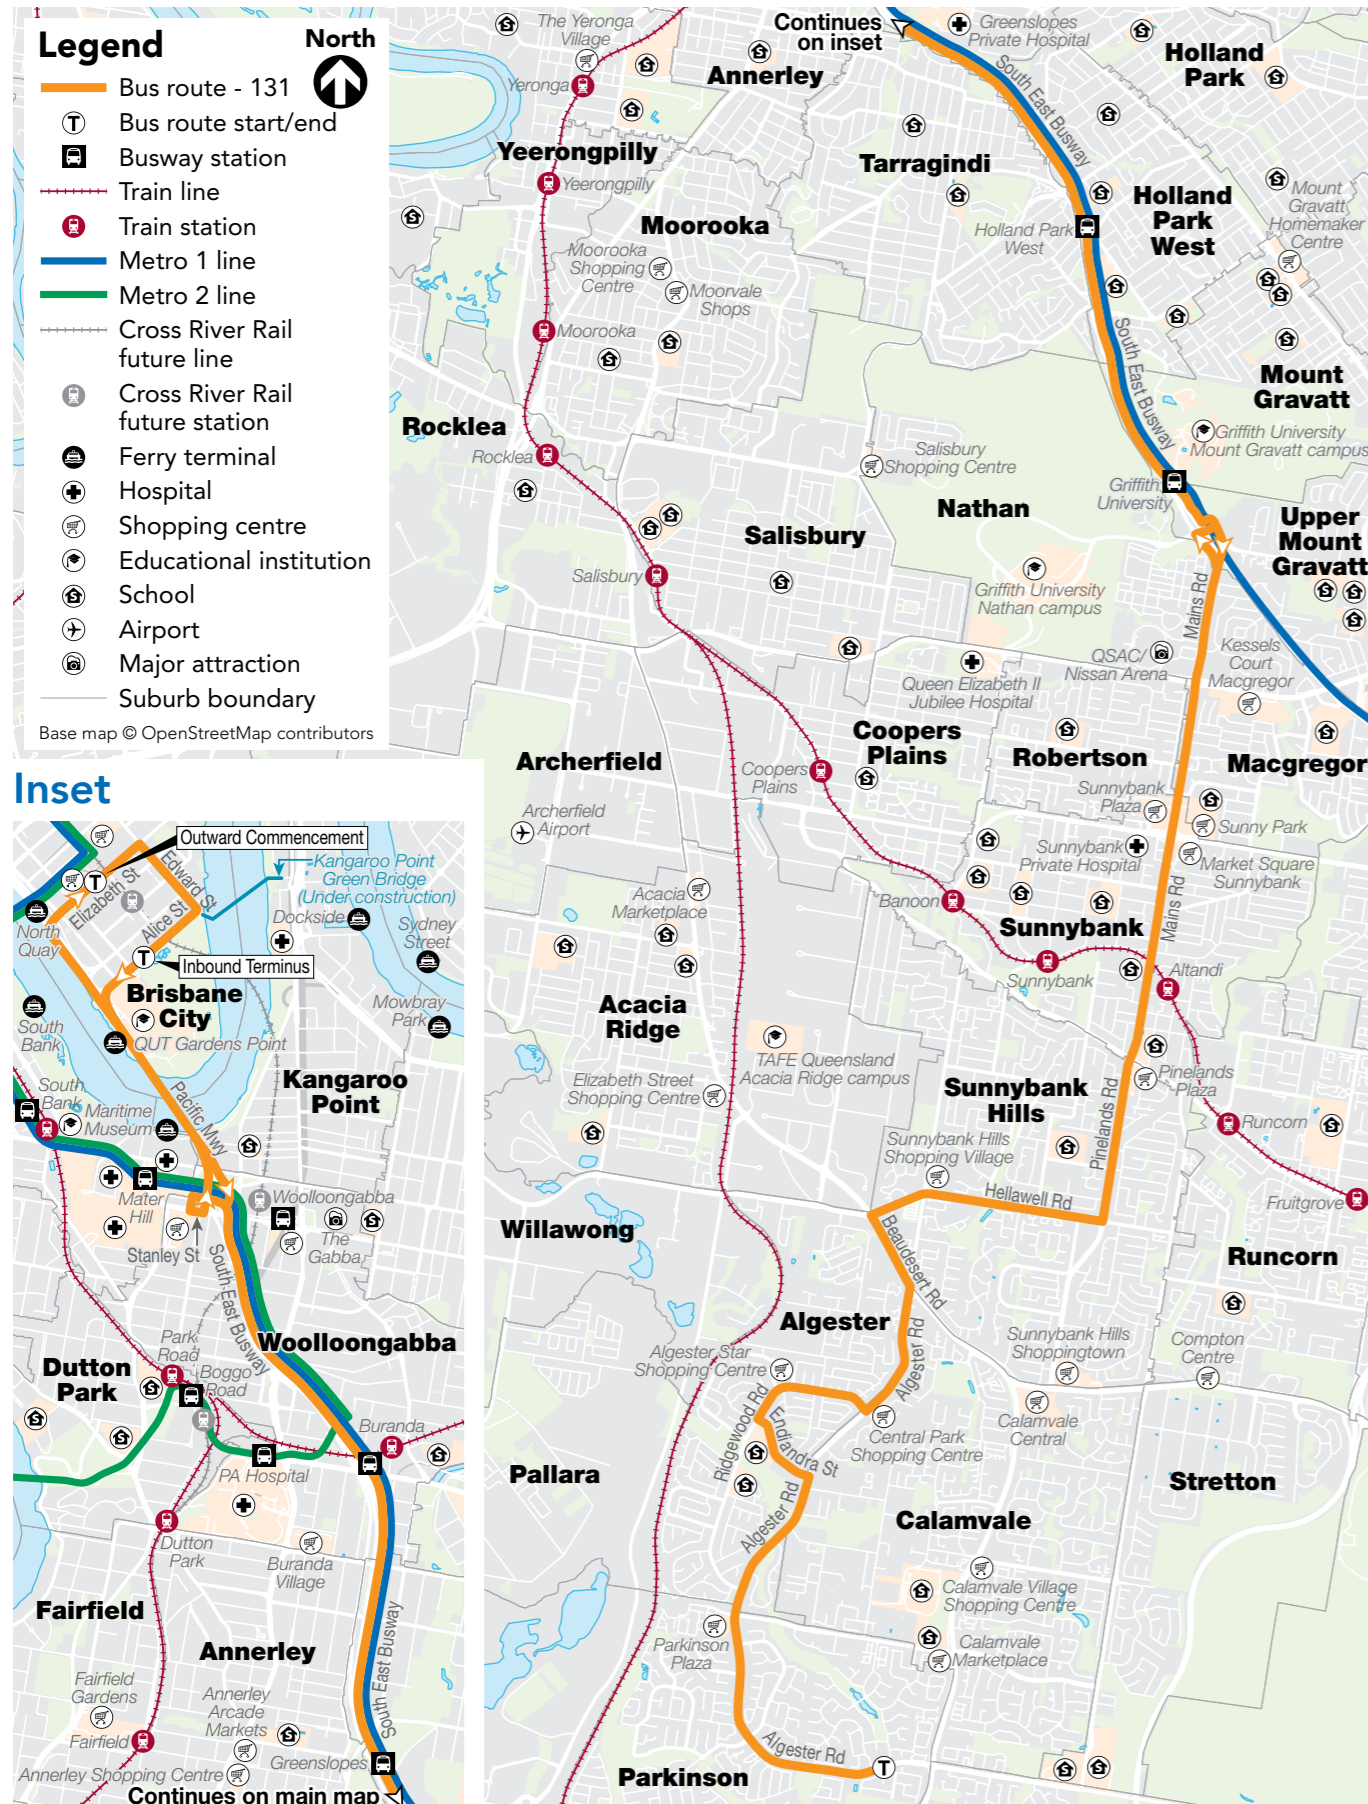 Legend
North
Bus route - 131
Bus route start/end
Busway station
Train line
Train station
Metro 1 line
Metro 2 line
Cross River Rail
future line
Cross River Rail
future station
Ferry terminal
Hospital
Shopping centre
Educational institution
School
Airport
Major attraction
Suburb boundary
Base map © OpenStreetMap contributors
The Yeronga
Village
Yeronga
Continues
on inset
Annerley
Greenslopes
Private Hospital
Holland
Park
South East Busway
Yeerongpilly
Yeerongpilly
Tarragindi
Moorooka
Holland Park
West
Holland
Park
West
Mount
Gravatt
Homemaker
Centre
Moorooka
Shopping
Centre
Moorvale
Shops
Moorooka
South East Busway
Mount
Gravatt
Rocklea
Rocklea
Salisbury
Shopping Centre
Griffith University
Mount Gravatt campus
Griffith
University
Nathan
Upper
Mount
Gravatt
Salisbury
Salisbury
Griffith University
Nathan campus
Mains Rd
QSAC/
Nissan Arena
Kessels
Court
Macgregor
Queen Elizabeth II
Jubilee Hospital
Coopers
Plains
Robertson
Macgregor
Archerfield
Coopers
Plains
Archerfield
Airport
Sunnybank
Plaza
Sunny Park
Sunnybank
Private Hospital
Market Square
Sunnybank
Acacia
Marketplace
Banoon
Mains Rd
Sunnybank
Sunnybank
Altandi
Acacia
Ridge
TAFE Queensland
Acacia Ridge campus
Elizabeth Street
Shopping Centre
Sunnybank
Hills
Pinelands
Plaza
Pinelands Rd
Runcorn
Sunnybank Hills
Shopping Village
Hellawell Rd
Fruitgrove
Willawong
Beaudesert Rd
Runcorn
Algester
Algester Rd
Algester Star
Shopping Centre
Sunnybank Hills
Shoppingtown
Compton
Centre
Ridgewood Rd
Endiandra St
Central Park
Shopping Centre
Calamvale
Central
Pallara
Stretton
Algester Rd
Calamvale
Calamvale Village
Shopping Centre
Parkinson
Plaza
Calamvale
Marketplace
Algester Rd
Parkinson
Inset
Outward Commencement
Kangaroo Point
Green Bridge
(Under construction)
Edward St
Elizabeth St
Alice St
Dockside
Sydney
Street
North
Quay
Inbound Terminus
Brisbane
City
Mowbray
Park
South
Bank
QUT Gardens Point
Kangaroo
Point
South
Bank
Maritime
Museum
Pacific Mwy
Mater
Hill
Woolloongabba
The
Gabba
Stanley St
South East Busway
Woolloongabba
Park
Road
Boggo
Road
Dutton
Park
Buranda
PA Hospital
Dutton
Park
Buranda
Village
Fairfield
Annerley
South East Busway
Fairfield
Gardens
Annerley
Arcade
Markets
Fairfield
Greenslopes
Annerley Shopping Centre
Continues on main map